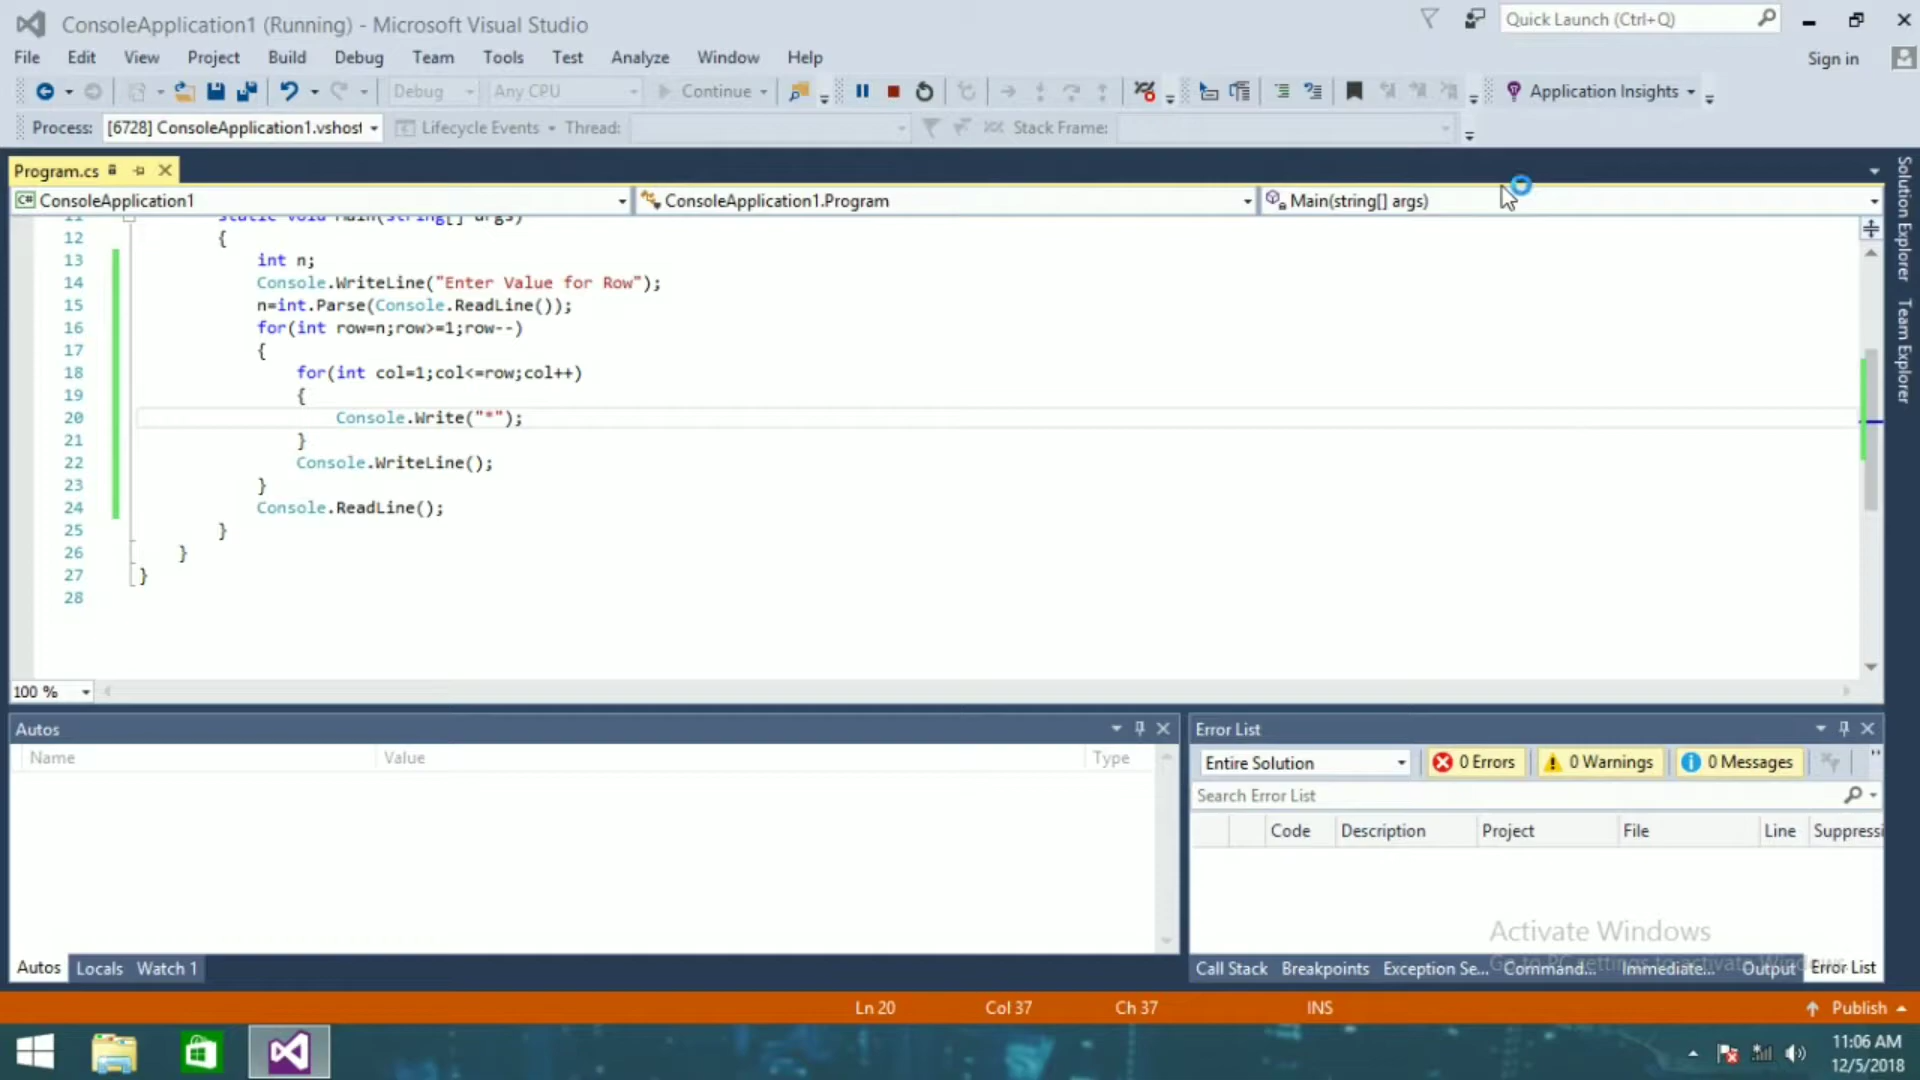 ConsoleApplication1 (Running) - Microsoft Visual Studio
Quick Launch (Ctrl+Q)
File Edit View Project Build Debug Team Tools Test Analyze Window Help
Sign in
Debug Any CPU Continue Application Insights
Process: [6728] ConsoleApplication1.vshost Lifecycle Events Thread: Stack Frame:
Program.cs
ConsoleApplication1 ConsoleApplication1.Program Main(string[] args)
11 static void Main(string[] args)
12 {
13 int n;
14 Console.WriteLine("Enter Value for Row");
15 n=int.Parse(Console.ReadLine());
16 for(int row=n;row>=1;row--)
17 {
18 for(int col=1;col<=row;col++)
19 {
20 Console.Write("*");
21 }
22 Console.WriteLine();
23 }
24 Console.ReadLine();
25 }
26 }
27 }
28
100 %
Solution Explorer
Team Explorer
Autos
Name Value Type
Autos Locals Watch 1
Error List
Entire Solution 0 Errors 0 Warnings 0 Messages
Search Error List
Code Description Project File Line Suppressi
Activate Windows
Go to PC settings to activate Windows.
Call Stack Breakpoints Exception Se... Command... Immediate... Output Error List
Ln 20 Col 37 Ch 37 INS Publish
11:06 AM
12/5/2018